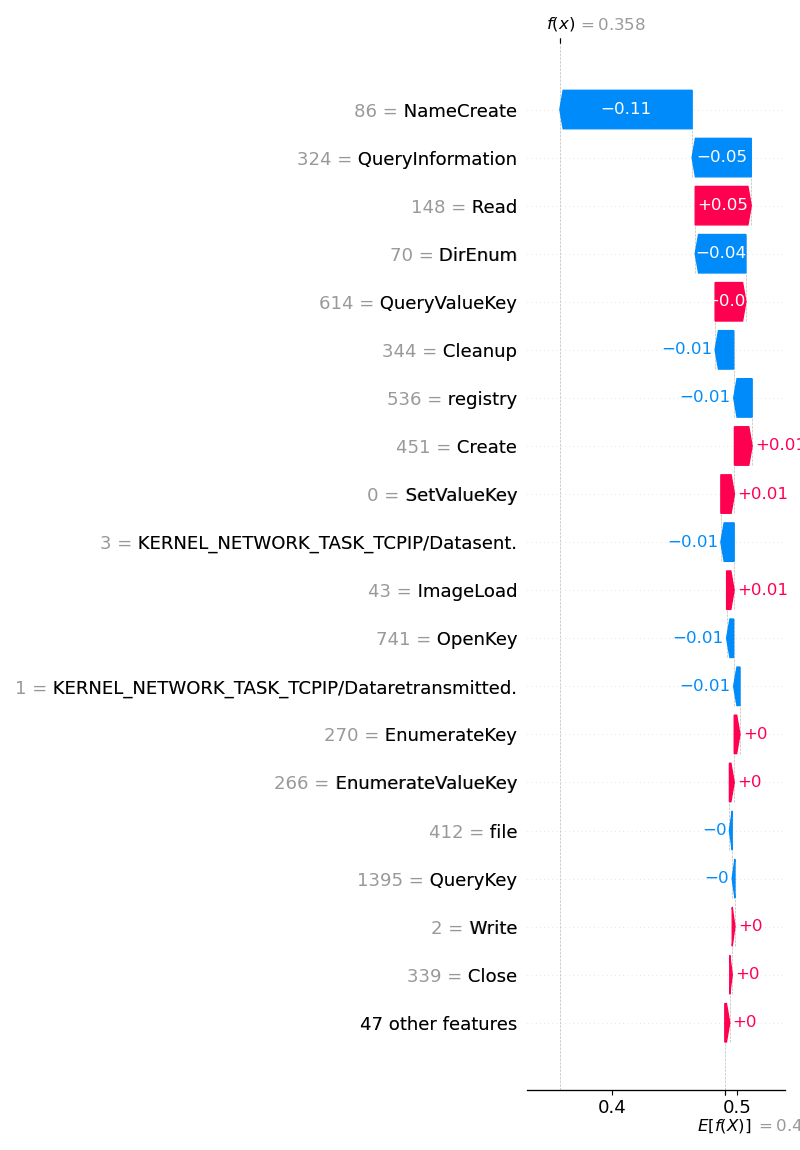 f(x) = 0.358
86 = NameCreate −0.11
324 = QueryInformation −0.05
148 = Read +0.05
70 = DirEnum −0.04
614 = QueryValueKey
344 = Cleanup −0.01
536 = registry −0.01
451 = Create +0.01
0 = SetValueKey +0.01
3 = KERNEL_NETWORK_TASK_TCPIP/Datasent. −0.01
43 = ImageLoad +0.01
741 = OpenKey −0.01
1 = KERNEL_NETWORK_TASK_TCPIP/Dataretransmitted. −0.01
270 = EnumerateKey +0
266 = EnumerateValueKey +0
412 = file −0
1395 = QueryKey −0
2 = Write +0
339 = Close +0
47 other features +0
0.4 0.5
E[f(X)] = 0.4